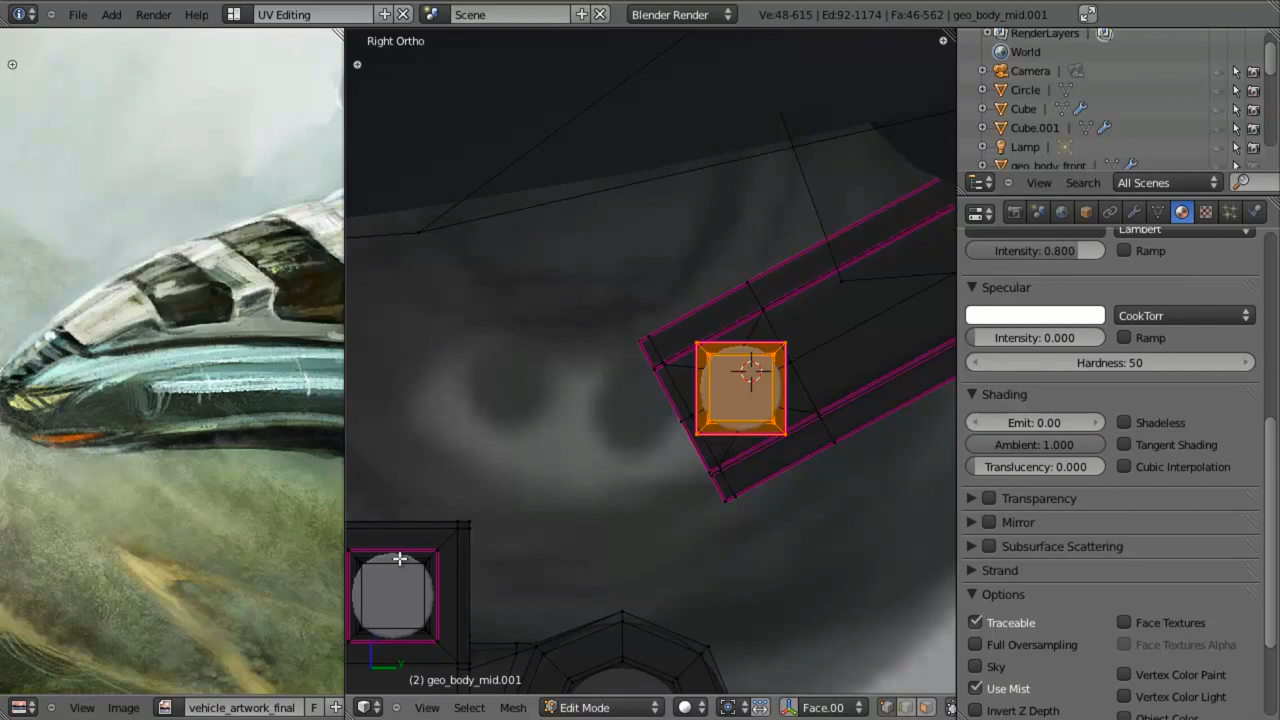 File Add Render Help UV Editing Scene Blender Render Ve:48-615 | Ed:92-1174 | Fa:46-562 | geo_body_mid.001
Right Ortho
RenderLayers
World
Camera
Circle
Cube
Cube.001
Lamp
geo_body_front
View Search All Scenes
Lambert
Intensity: 0.800 Ramp
Specular
CookTorr
Intensity: 0.000 Ramp
Hardness: 50
Shading
Emit: 0.00 Shadeless
Ambient: 1.000 Tangent Shading
Translucency: 0.000 Cubic Interpolation
Transparency
Mirror
Subsurface Scattering
Strand
Options
Traceable Face Textures
Full Oversampling Face Textures Alpha
Sky Vertex Color Paint
Use Mist Vertex Color Light
Invert Z Depth Object Color
y
(2) geo_body_mid.001
View Image vehicle_artwork_final F View Select Mesh Edit Mode Face.00